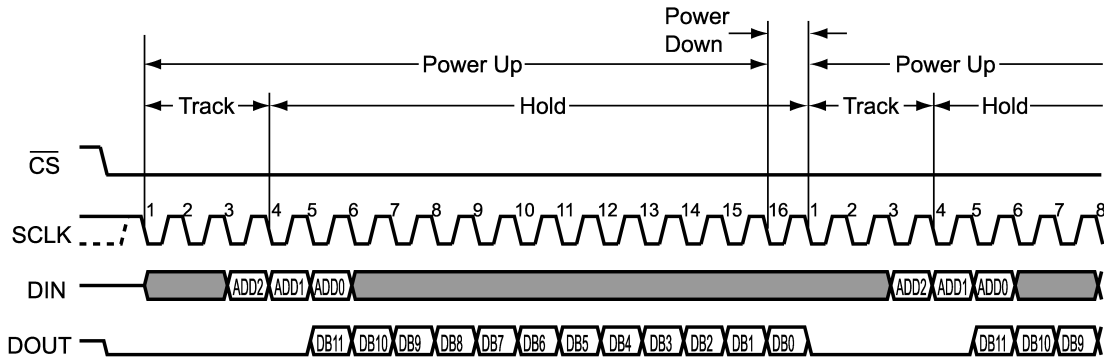 Power
Down
Power Up Power Up
Track Hold Track Hold
CS
SCLK 1 2 3 4 5 6 7 8 9 10 11 12 13 14 15 16 1 2 3 4 5 6 7 8
DIN ADD2 ADD1 ADD0 ADD2 ADD1 ADD0
DOUT DB11 DB10 DB9 DB8 DB7 DB6 DB5 DB4 DB3 DB2 DB1 DB0 DB11 DB10 DB9